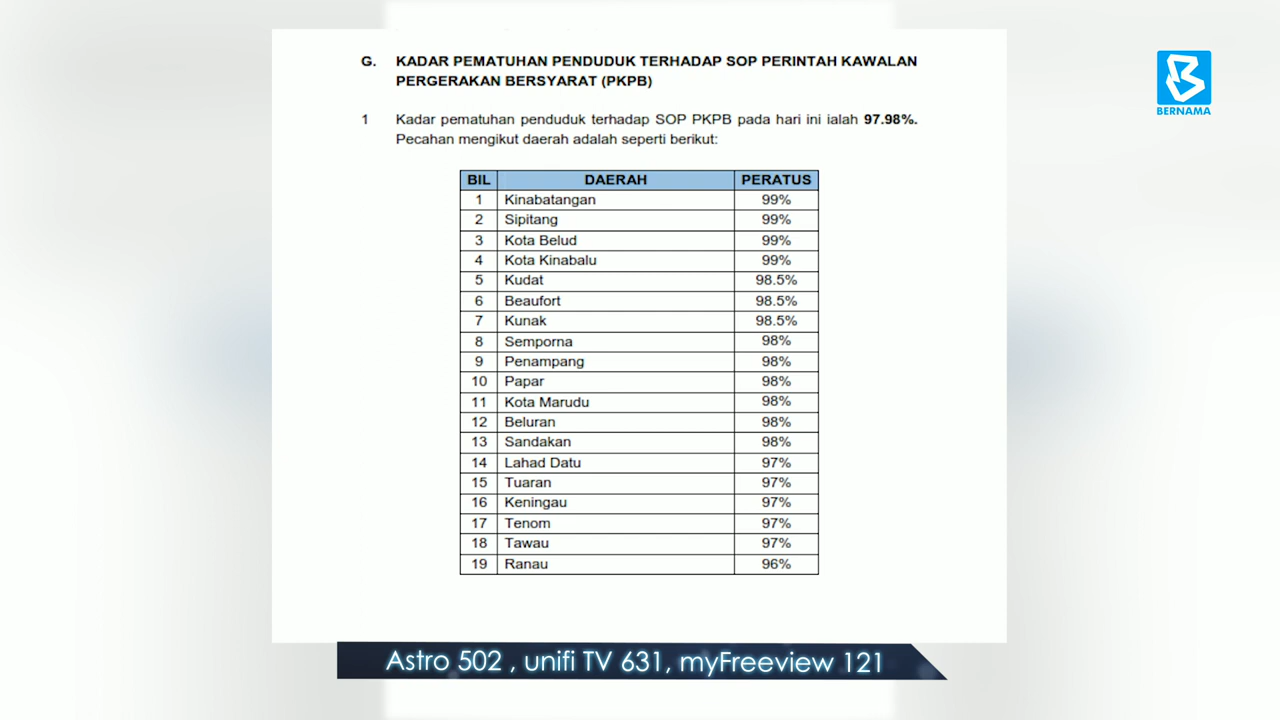 G. KADAR PEMATUHAN PENDUDUK TERHADAP SOP PERINTAH KAWALAN
PERGERAKAN BERSYARAT (PKPB)
BERNAMA
1 Kadar pematuhan penduduk terhadap SOP PKPB pada hari ini ialah 97.98%.
Pecahan mengikut daerah adalah seperti berikut:
BIL DAERAH PERATUS
1 Kinabatangan 99%
2 Sipitang 99%
3 Kota Belud 99%
4 Kota Kinabalu 99%
5 Kudat 98.5%
6 Beaufort 98.5%
7 Kunak 98.5%
8 Semporna 98%
9 Penampang 98%
10 Papar 98%
11 Kota Marudu 98%
12 Beluran 98%
13 Sandakan 98%
14 Lahad Datu 97%
15 Tuaran 97%
16 Keningau 97%
17 Tenom 97%
18 Tawau 97%
19 Ranau 96%
Astro 502 , unifi TV 631, myFreeview 121